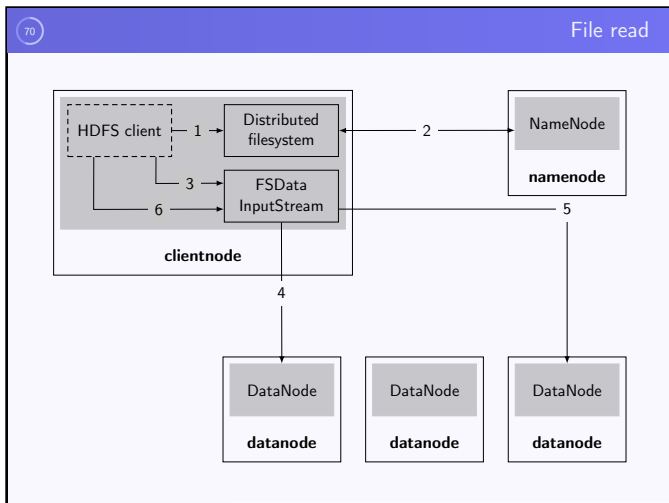 70
File read
HDFS client
1
Distributed
filesystem
2
NameNode
namenode
3
FSData
InputStream
6
5
clientnode
4
DataNode
datanode
DataNode
datanode
DataNode
datanode